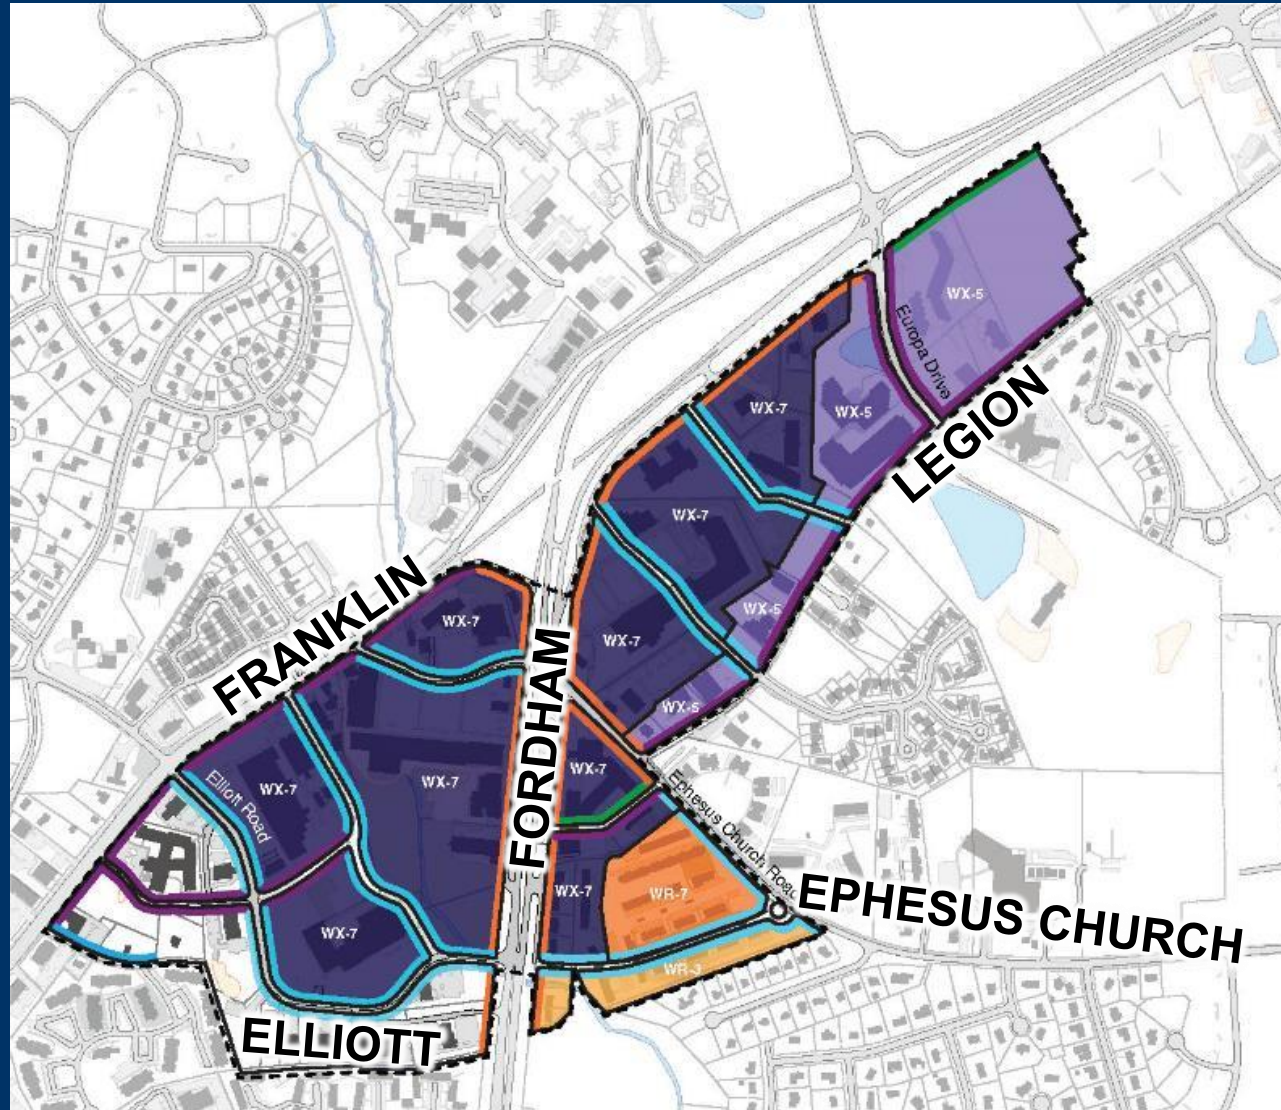 WX-5
Europa Drive
WX-7
WX-5
LEGION
WX-7
FRANKLIN
WX-5
WX-7
WX-7
FORDHAM
WX-5
WX-7
WX-7
WX-7
Elliott Road
Ephesus Church Road
WX-7
WR-7
EPHESUS CHURCH
WX-7
WR-3
ELLIOTT